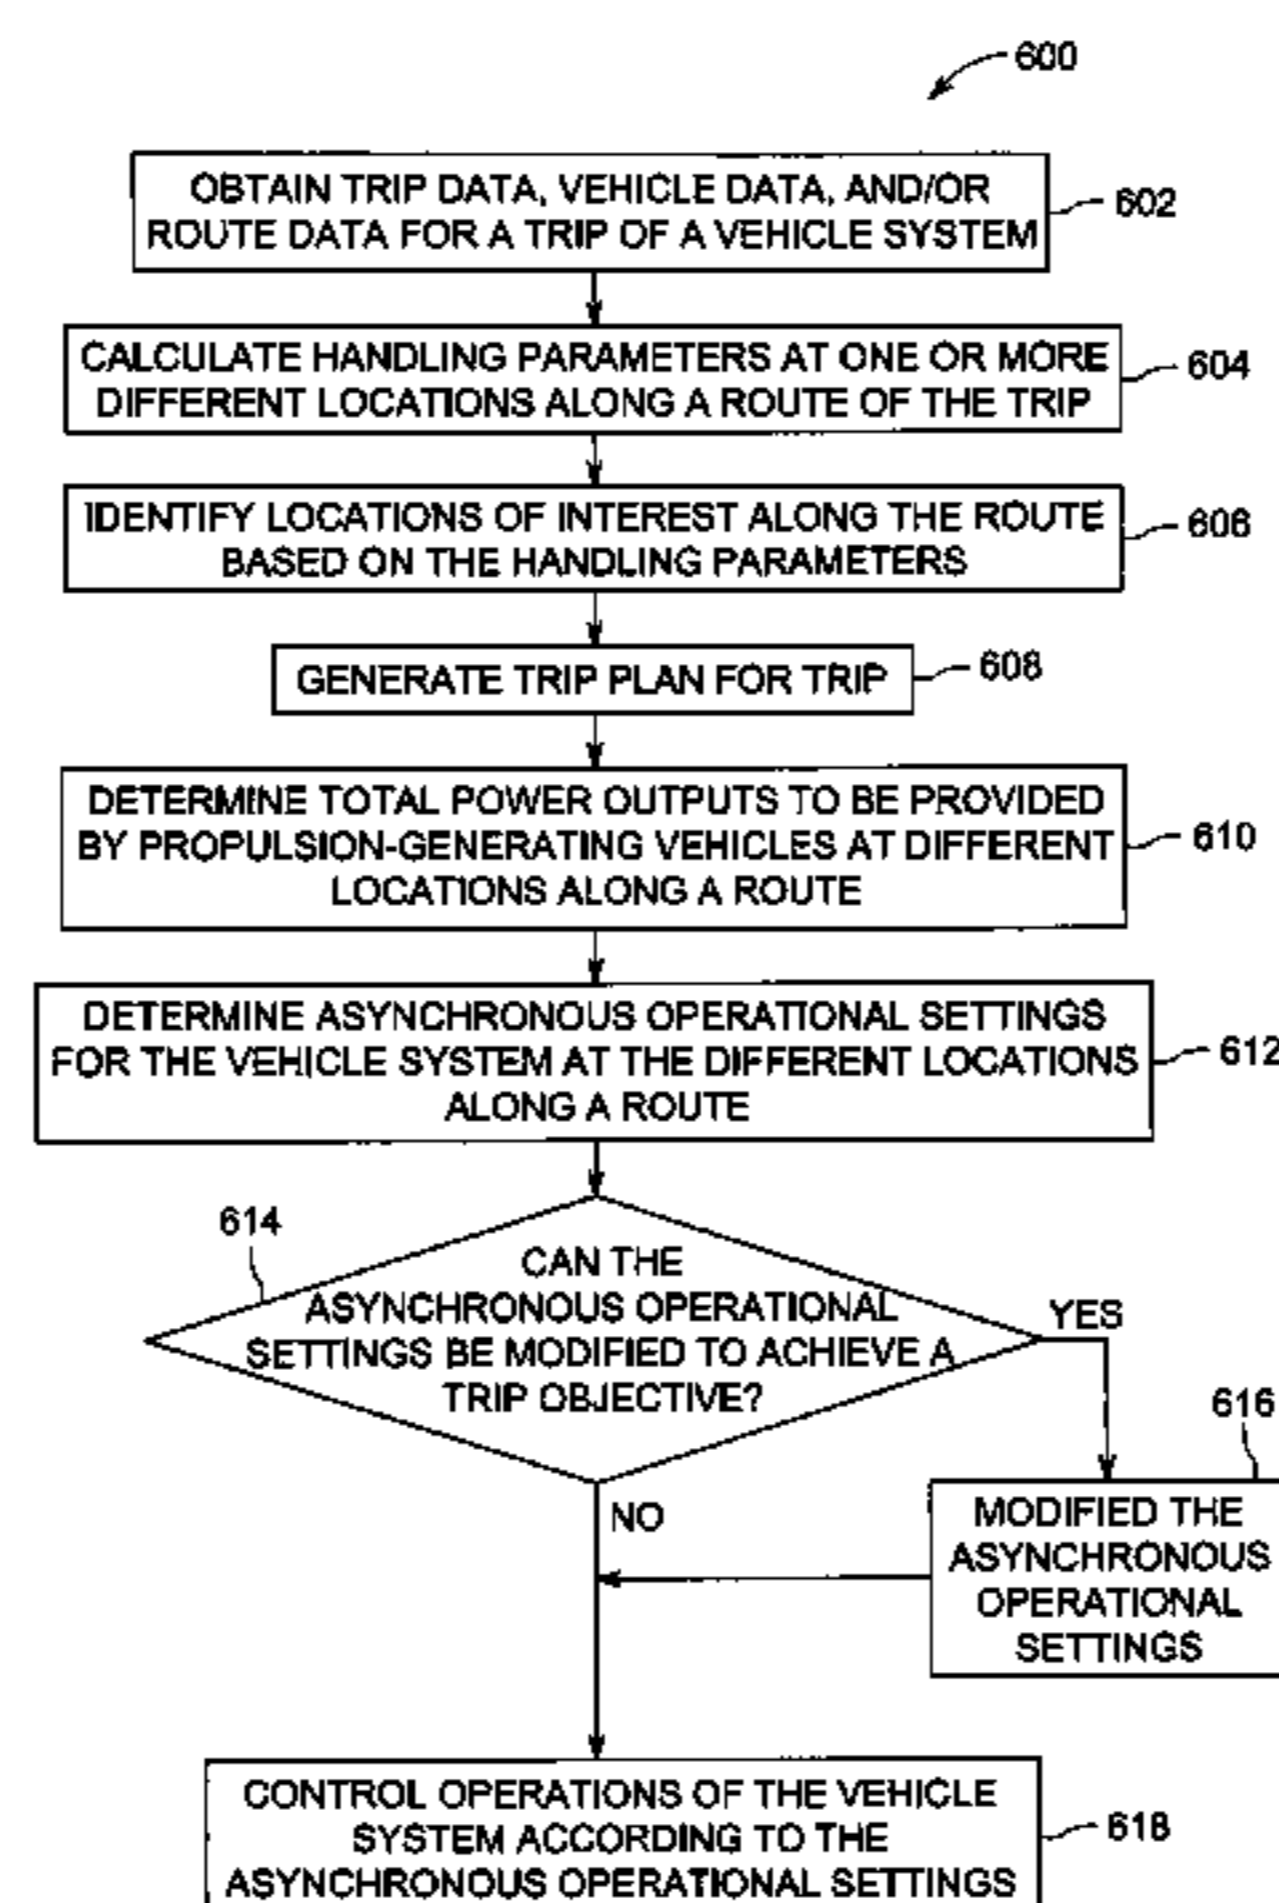 600
OBTAIN TRIP DATA, VEHICLE DATA, AND/OR
ROUTE DATA FOR A TRIP OF A VEHICLE SYSTEM
602
CALCULATE HANDLING PARAMETERS AT ONE OR MORE
DIFFERENT LOCATIONS ALONG A ROUTE OF THE TRIP
604
IDENTIFY LOCATIONS OF INTEREST ALONG THE ROUTE
BASED ON THE HANDLING PARAMETERS
606
GENERATE TRIP PLAN FOR TRIP
608
DETERMINE TOTAL POWER OUTPUTS TO BE PROVIDED
BY PROPULSION-GENERATING VEHICLES AT DIFFERENT
LOCATIONS ALONG A ROUTE
610
DETERMINE ASYNCHRONOUS OPERATIONAL SETTINGS
FOR THE VEHICLE SYSTEM AT THE DIFFERENT LOCATIONS
ALONG A ROUTE
612
614
CAN THE
ASYNCHRONOUS OPERATIONAL
SETTINGS BE MODIFIED TO ACHIEVE A
TRIP OBJECTIVE?
YES
616
MODIFIED THE
ASYNCHRONOUS
OPERATIONAL
SETTINGS
NO
CONTROL OPERATIONS OF THE VEHICLE
SYSTEM ACCORDING TO THE
ASYNCHRONOUS OPERATIONAL SETTINGS
618